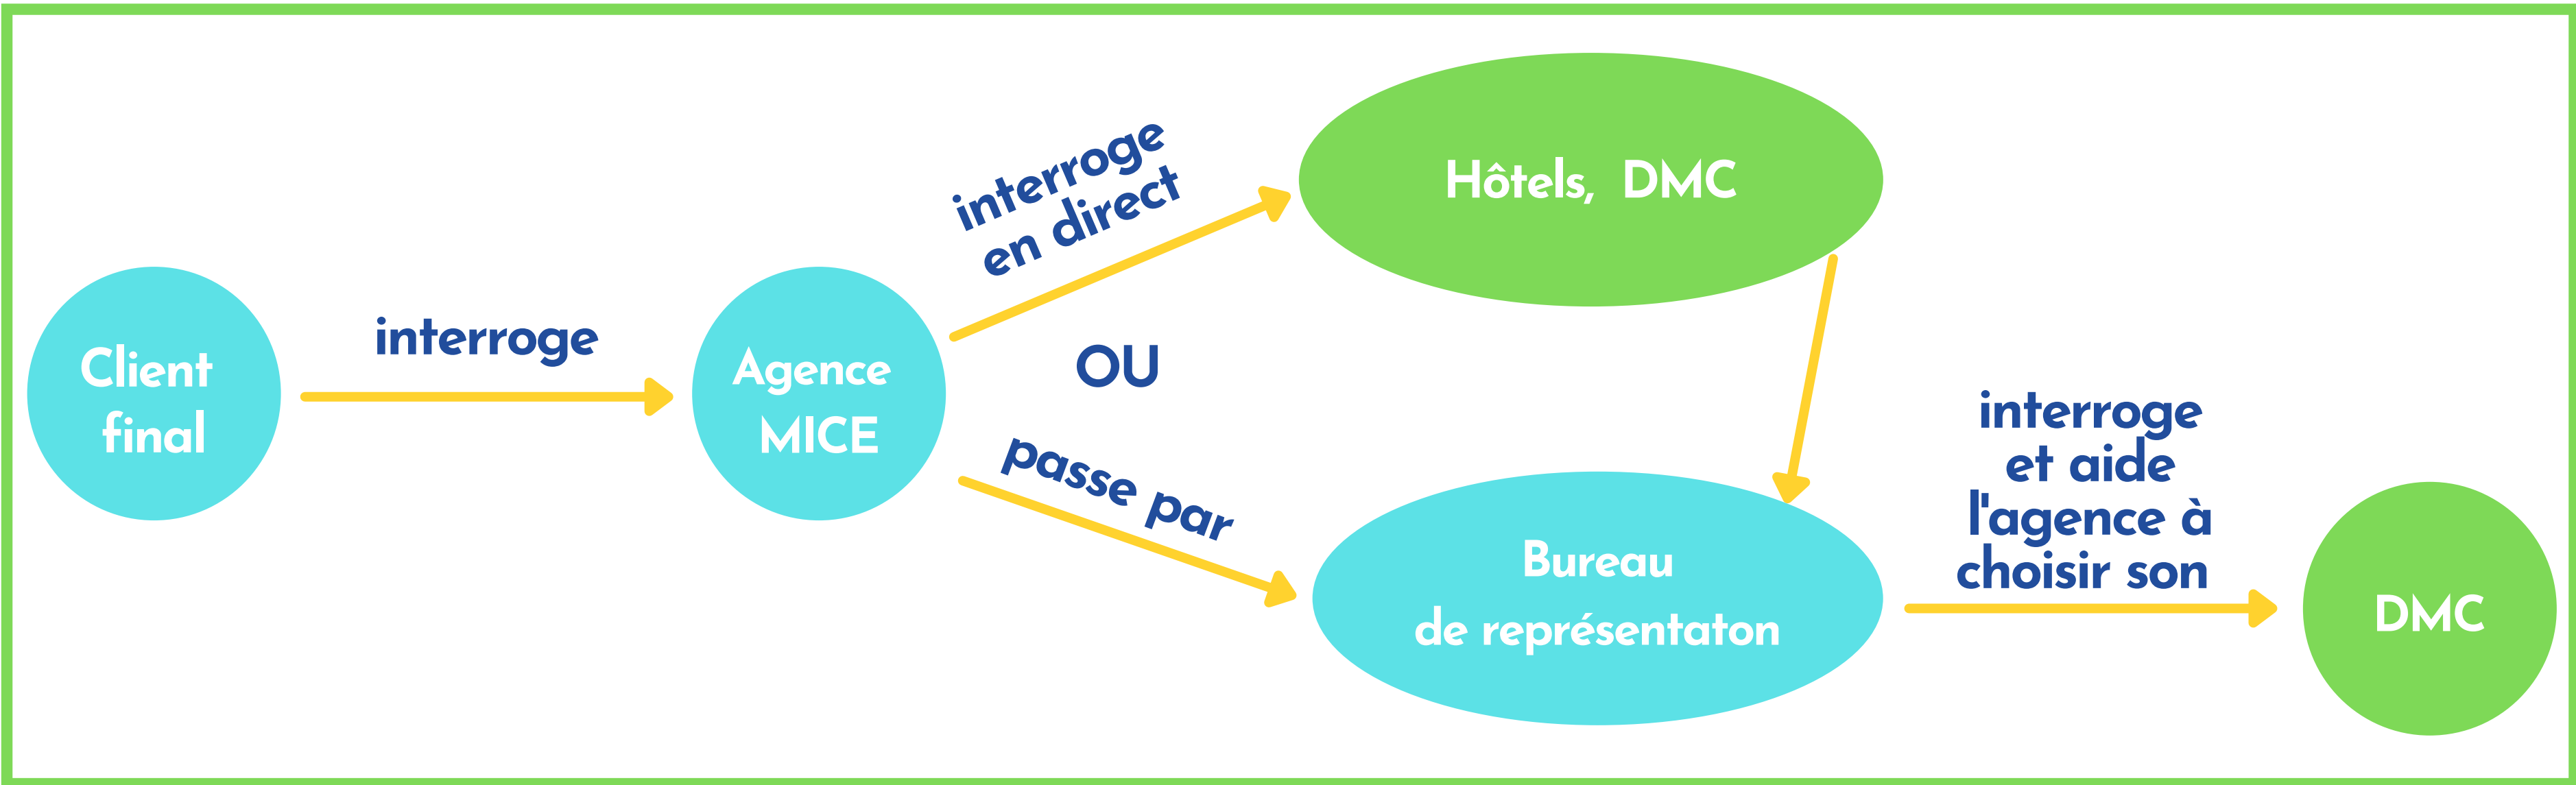 Client
final
interroge
Agence
MICE
interroge
en direct
OU
passe par
Hôtels, DMC
Bureau
de représentaton
interroge
et aide
l'agence à
choisir son
DMC